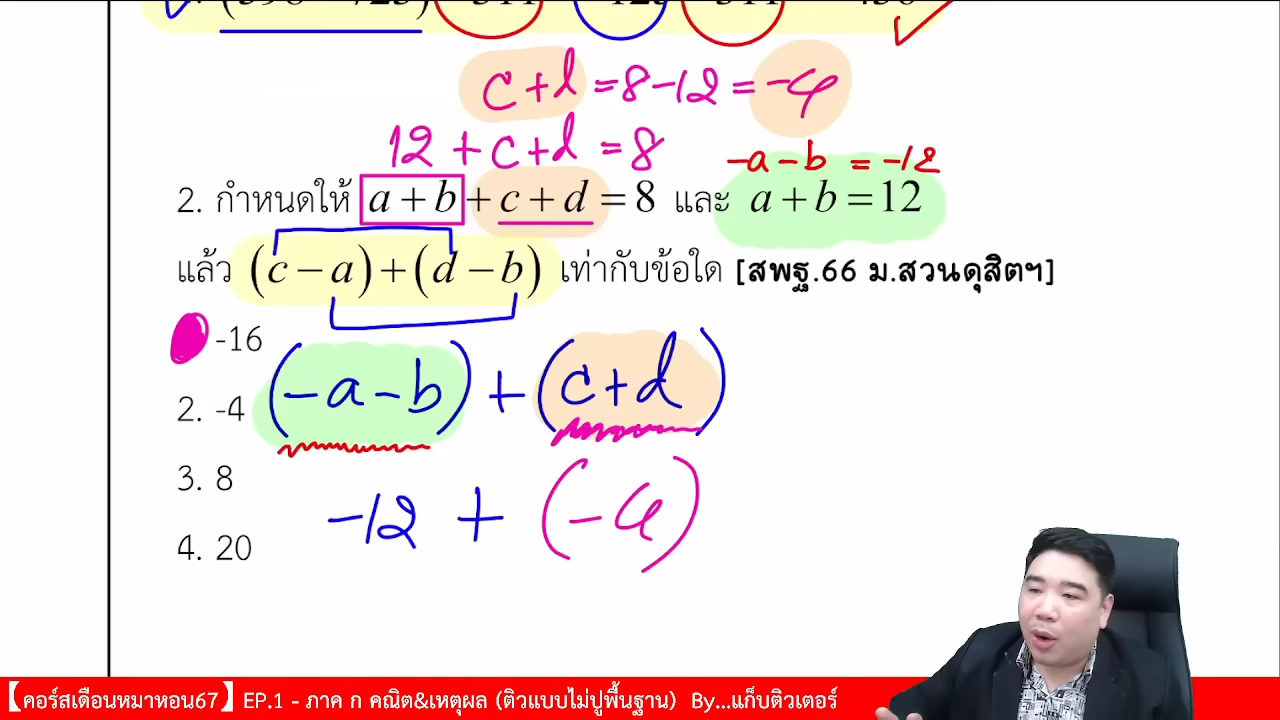 c+d = 8-12 = -4
12 + c+d = 8
-a-b = -12
2. กำหนดให้ a + b + c + d = 8 และ a + b = 12
แล้ว (c − a) + (d − b) เท่ากับข้อใด [สพฐ.66 ม.สวนดุสิตฯ]
-16
(-a-b) + (c+d)
2. -4
3. 8
-12 + (-4)
4. 20
【คอร์สเดือนหมาหอน67】 EP.1 - ภาค ก คณิต&เหตุผล (ติวแบบไม่ปูพื้นฐาน) By...แก็บติวเตอร์